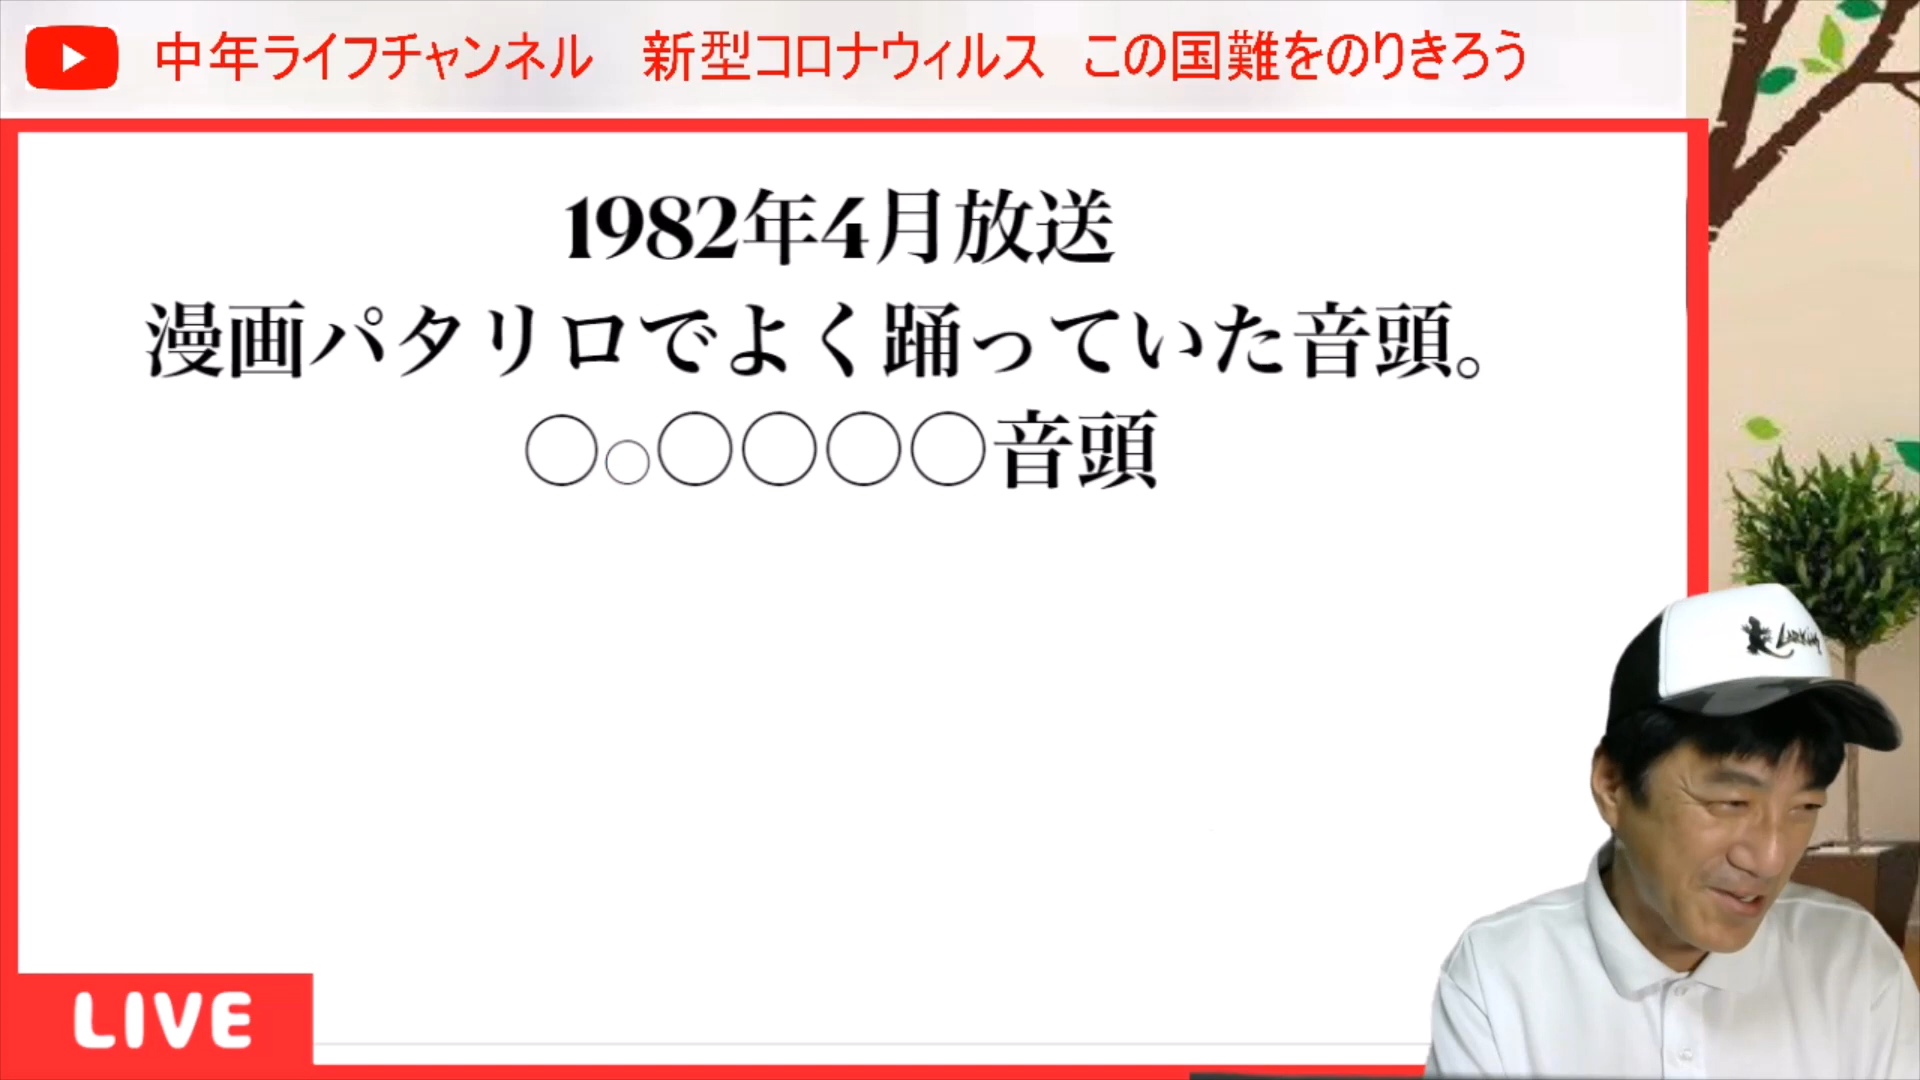 中年ライフチャンネル　新型コロナウィルス　この国難をのりきろう
1982年4月放送
漫画パタリロでよく踊っていた音頭。
○○○○○○音頭
LARKIN
LIVE